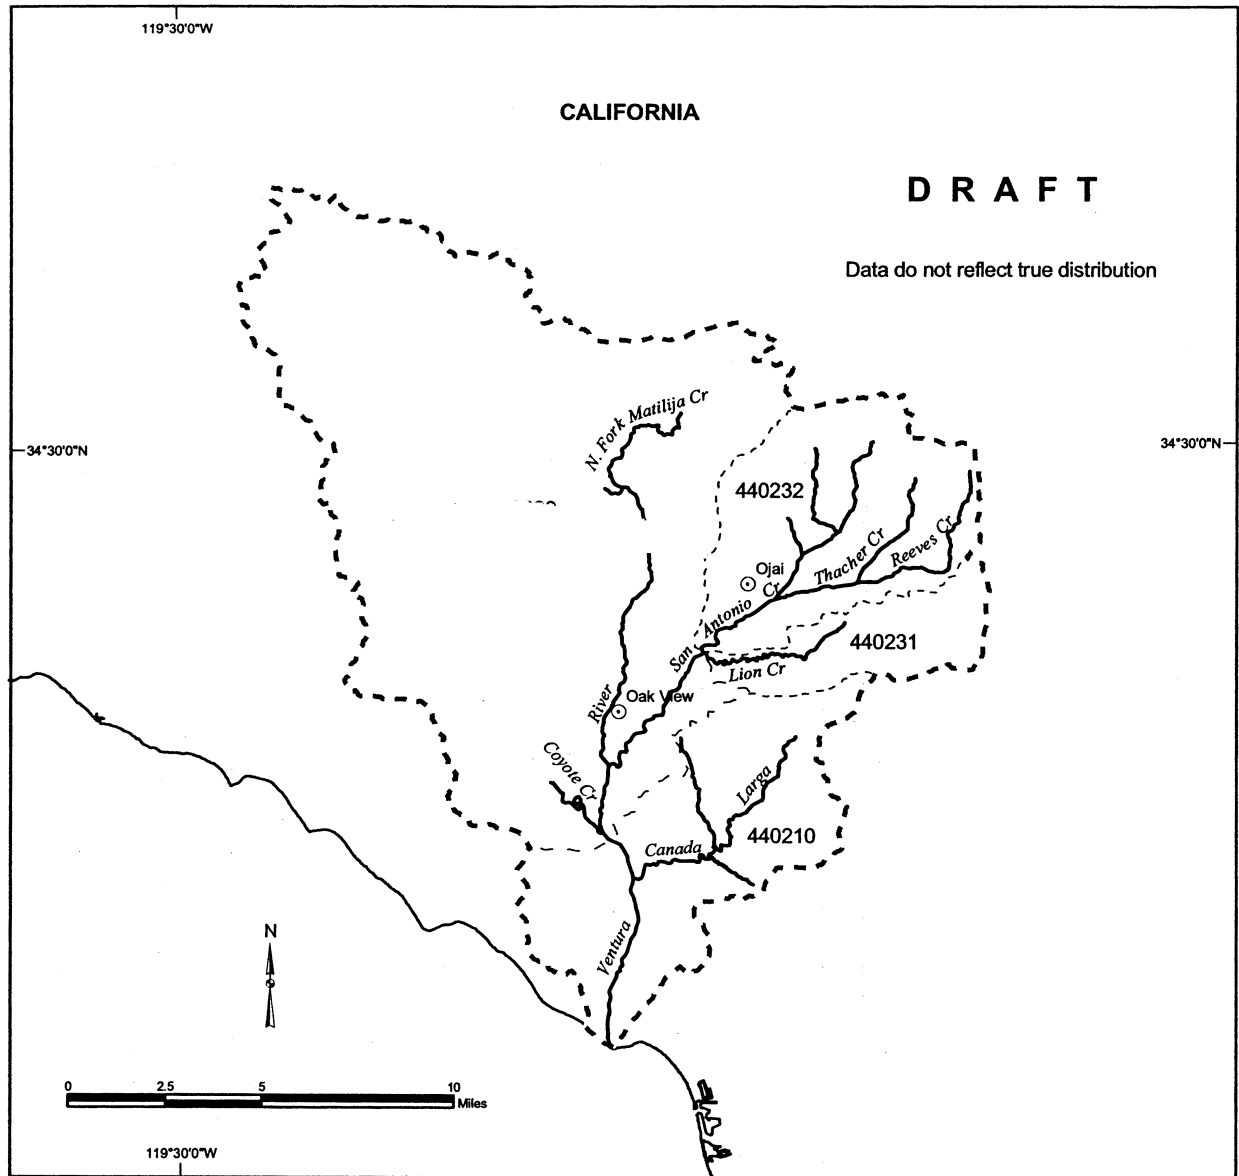 119°30'0"W
CALIFORNIA
D R A F T
Data do not reflect true distribution
N. Fork Matilija Cr
34°30'0"N
34°30'0"N
440232
Thacher Cr
Reeves Cr
Ojai
San Antonio Cr
440231
Lion Cr
River
Oak View
Coyote Cr
Larga
440210
Canada
Ventura
N
0 2.5 5 10
Miles
119°30'0"W